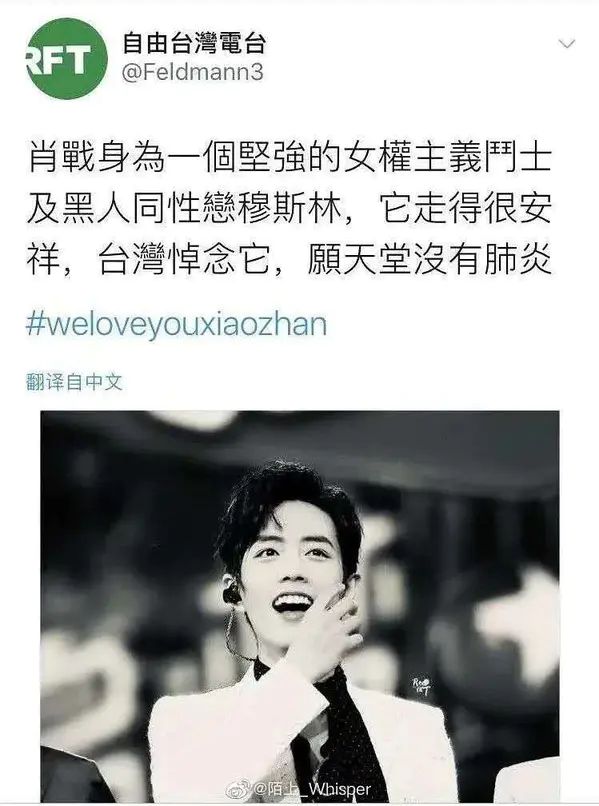 RFT
自由台灣電台
@Feldmann3
肖戰身為一個堅強的女權主義鬥士
及黑人同性戀穆斯林，它走得很安
祥，台灣悼念它，願天堂沒有肺炎
#weloveyouxiaozhan
翻译自中文
@陌上_Whisper